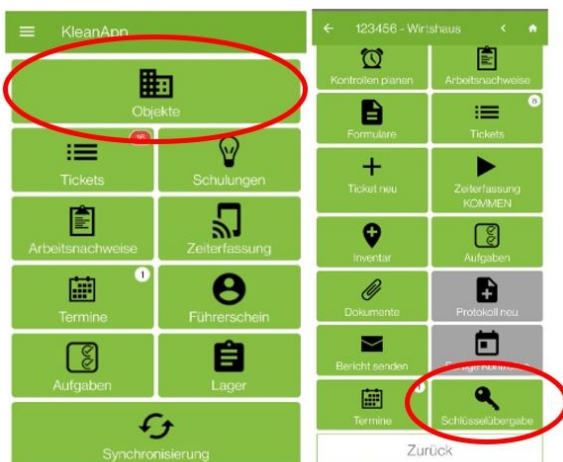 KleanApp
Objekte
Tickets
Schulungen
Arbeitsnachweise
Zeiterfassung
1
Termine
Führerschein
Aufgaben
Lager
Synchronisierung
123456 - Wirtshaus
Kontrollen planen
Arbeitsnachweise
Formulare
Tickets
Ticket neu
Zeiterfassung
KOMMEN
Inventar
Aufgaben
Dokumente
Protokoll neu
Bericht senden
Kontrolle
Termine
Schlüsselübergabe
Zurück